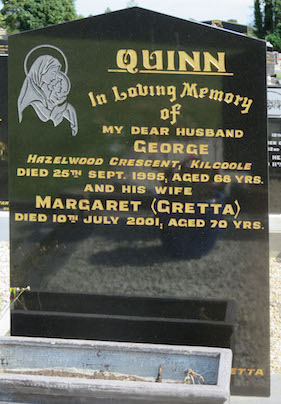 QUINN
In Loving Memory
of
MY DEAR HUSBAND
GEORGE
HAZELWOOD CRESCENT, KILCOOLE
DIED 25TH SEPT. 1995, AGED 68 YRS.
AND HIS WIFE
MARGARET (GRETTA)
DIED 10TH JULY 2001, AGED 70 YRS.
ETTA